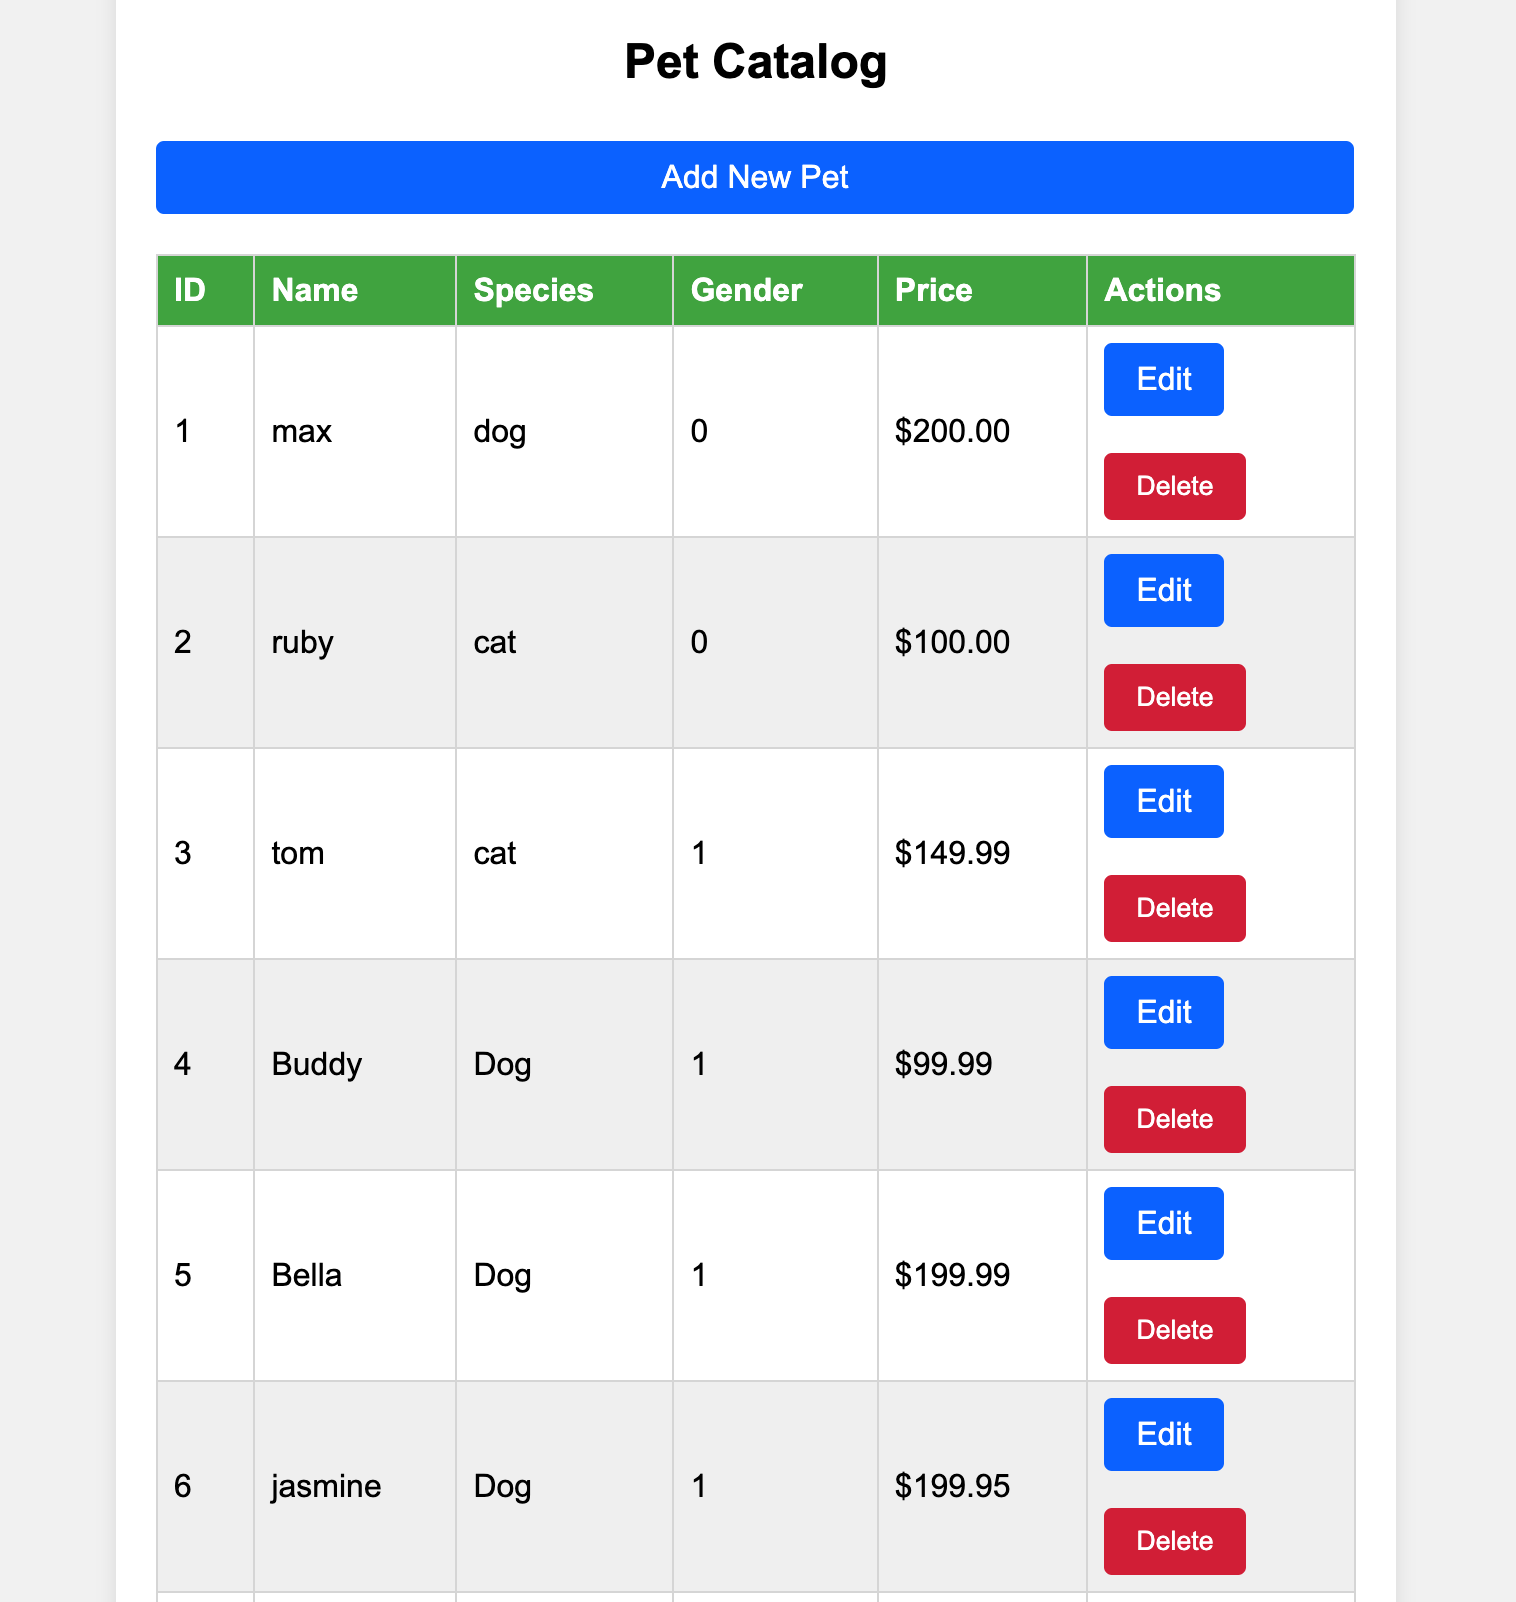 Pet Catalog
Add New Pet
ID Name Species Gender Price Actions
1 max dog 0 $200.00 Edit
Delete
2 ruby cat 0 $100.00 Edit
Delete
3 tom cat 1 $149.99 Edit
Delete
4 Buddy Dog 1 $99.99 Edit
Delete
5 Bella Dog 1 $199.99 Edit
Delete
6 jasmine Dog 1 $199.95 Edit
Delete